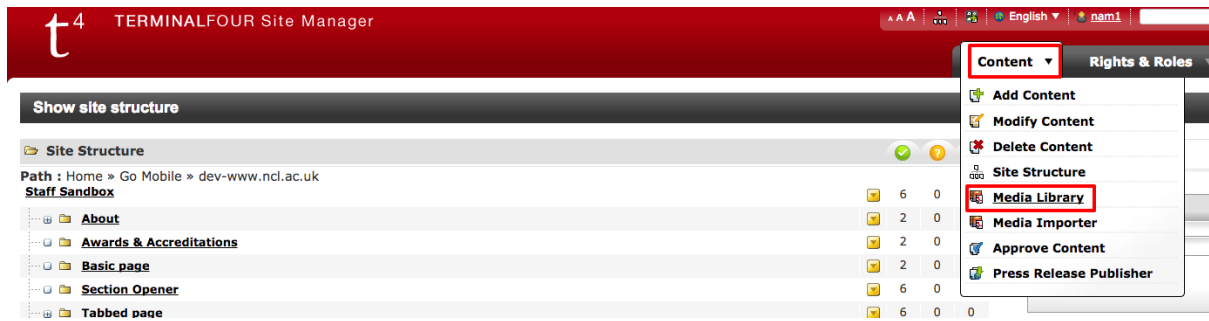 t4 TERMINALFOUR Site Manager
A A A English ▼ nam1
Content ▼ Rights & Roles
Add Content
Modify Content
Delete Content
Site Structure
Media Library
Media Importer
Approve Content
Press Release Publisher
Show site structure
Site Structure
Path : Home » Go Mobile » dev-www.ncl.ac.uk
Staff Sandbox 6 0
About 2 0
Awards & Accreditations 2 0
Basic page 2 0
Section Opener 6 0
Tabbed page 6 0 0